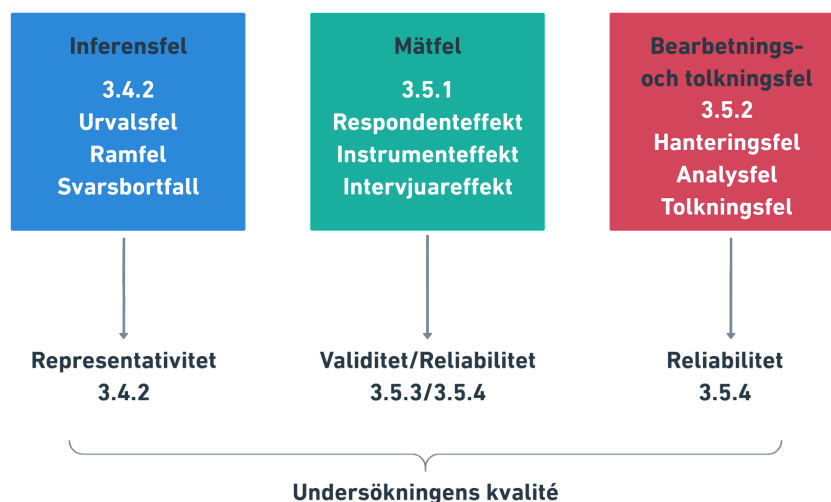 Inferensfel
3.4.2
Urvalsfel
Ramfel
Svarsbortfall
Mätfel
3.5.1
Respondenteffekt
Instrumenteffekt
Intervjuareffekt
Bearbetnings-
och tolkningsfel
3.5.2
Hanteringsfel
Analysfel
Tolkningsfel
Representativitet
3.4.2
Validitet/Reliabilitet
3.5.3/3.5.4
Reliabilitet
3.5.4
Undersökningens kvalité